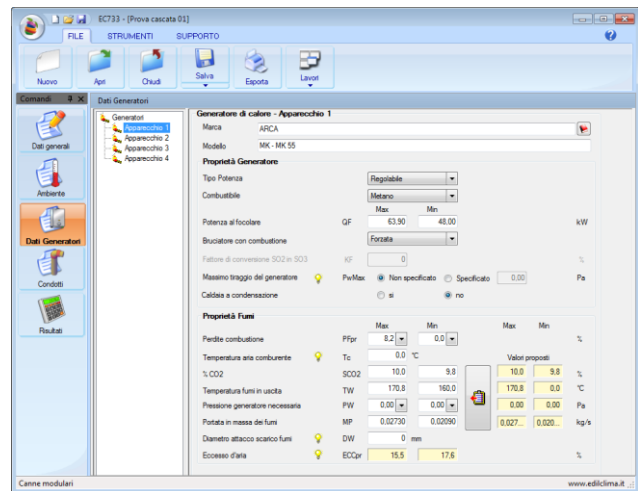 EC733 - [Prova cascata 01]
FILE STRUMENTI SUPPORTO
Nuovo Apri Chiudi Salva Esporta Lavori
Comandi
Dati Generatori
Dati generali
Ambiente
Dati Generatori
Condotti
Risultati
Generatori
Apparecchio 1
Apparecchio 2
Apparecchio 3
Apparecchio 4
Generatore di calore - Apparecchio 1
Marca ARCA
Modello MK - MK 55
Proprietà Generatore
Tipo Potenza Regolabile
Combustibile Metano
Max Min
Potenza al focolare QF 63,90 48,00 kW
Bruciatore con combustione Forzata
Fattore di conversione SO2 in SO3 KF 0 %
Massimo tiraggio del generatore PwMax Non specificato Specificato 0,00 Pa
Caldaia a condensazione si no
Proprietà Fumi
Max Min Max Min
Perdite combustione PFpr 8,2 0,0 %
Temperatura aria comburente Tc 0,0 °C Valori proposti
% CO2 SCO2 10,0 9,8 10,0 9,8 %
Temperatura fumi in uscita TW 170,8 160,0 170,8 0,0 °C
Pressione generatore necessaria PW 0,00 0,00 0,00 0,00 Pa
Portata in massa dei fumi MP 0,02730 0,02090 0,027... 0,020... kg/s
Diametro attacco scarico fumi DW 0 mm
Eccesso d'aria ECCpr 15,5 17,6 %
Canne modulari www.edilclima.it